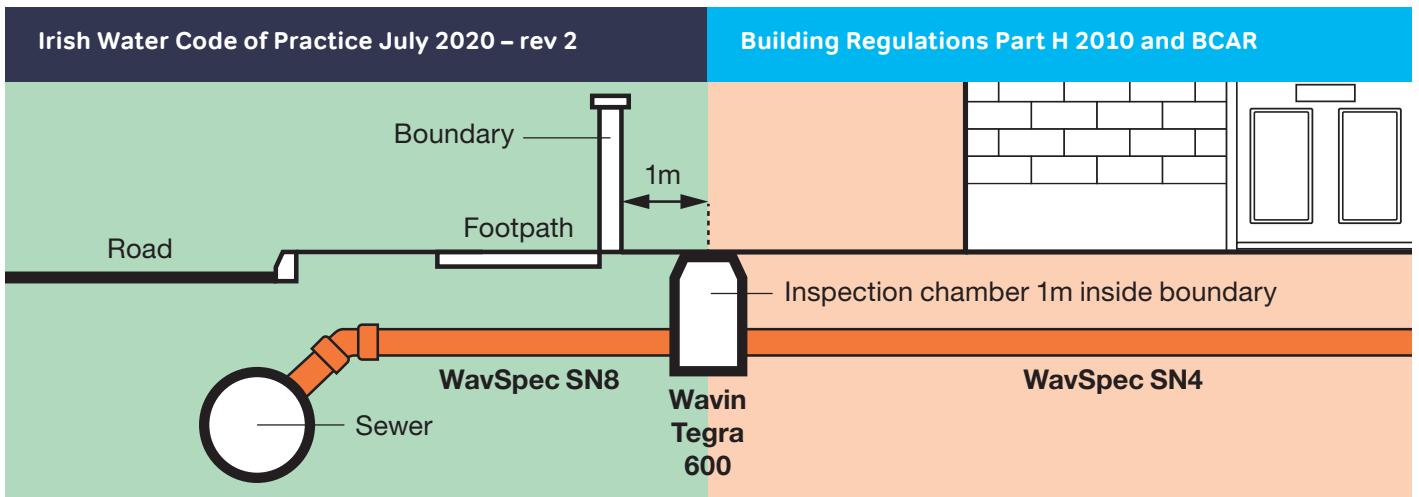 Irish Water Code of Practice July 2020 – rev 2
Building Regulations Part H 2010 and BCAR
Boundary
1m
Footpath
Road
Inspection chamber 1m inside boundary
WavSpec SN8
WavSpec SN4
Wavin
Tegra
600
Sewer